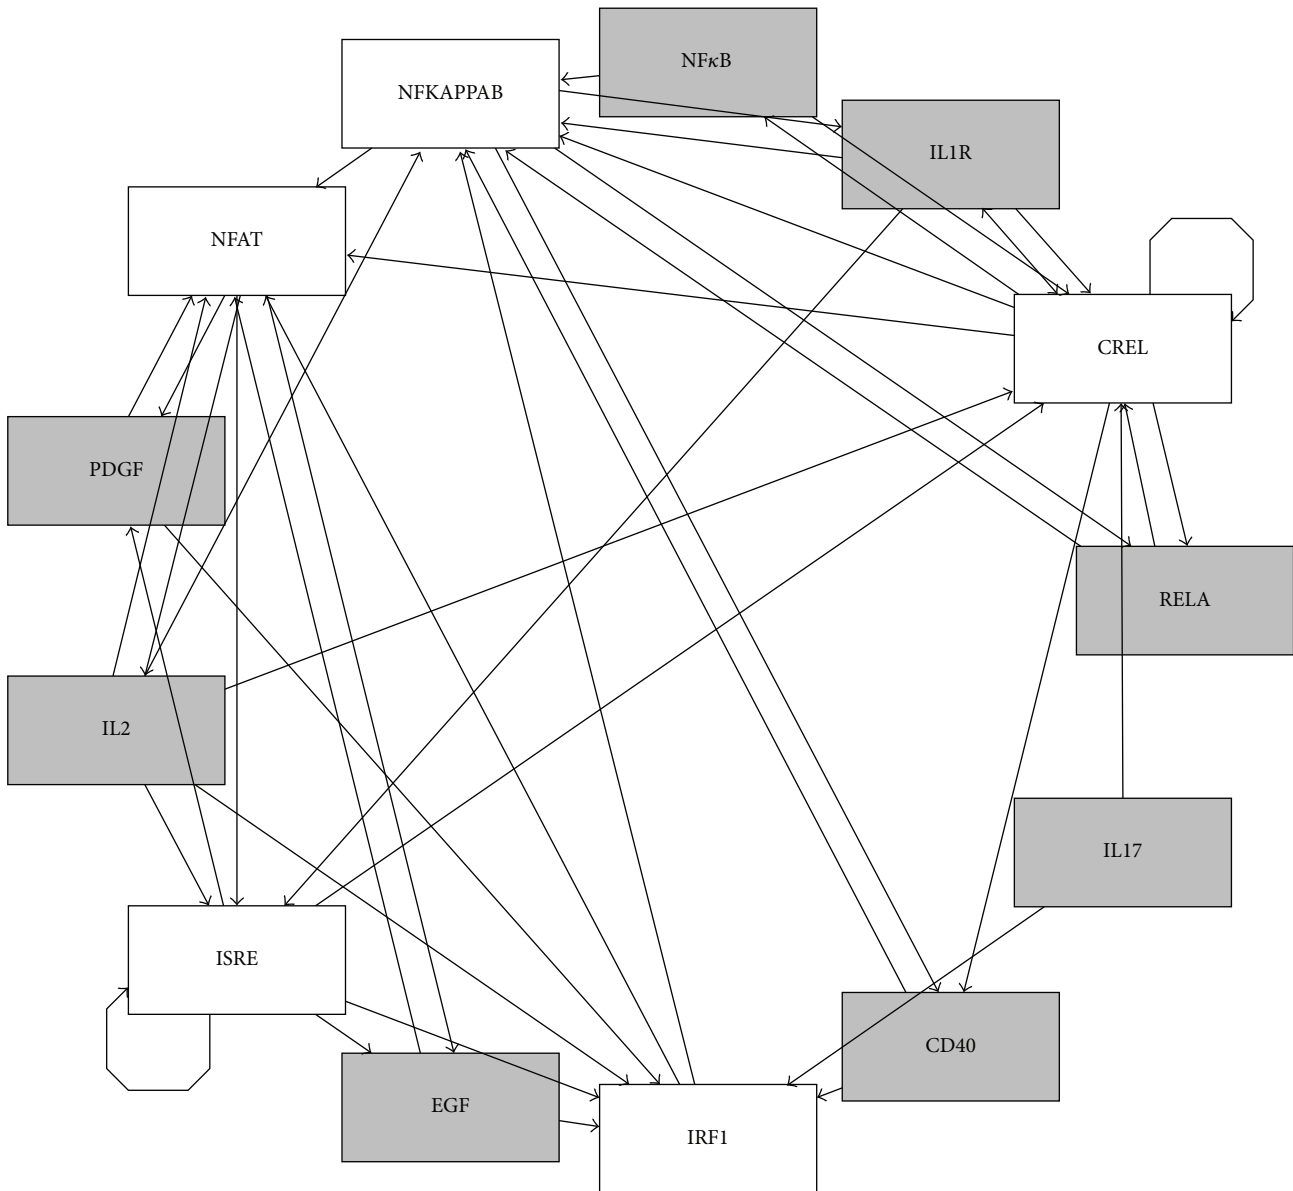 NFκB
NFKAPPAB
IL1R
NFAT
CREL
PDGF
RELA
IL2
IL17
ISRE
CD40
EGF
IRF1